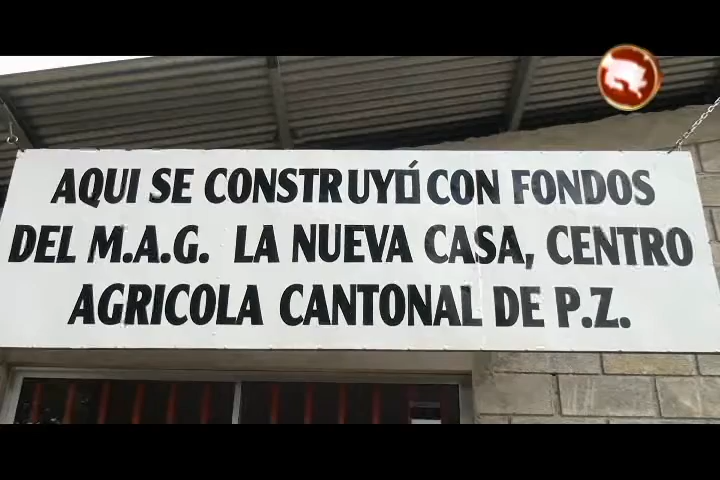 AQUI SE CONSTRUYÓ CON FONDOS
DEL M.A.G. LA NUEVA CASA, CENTRO
AGRICOLA CANTONAL DE P.Z.